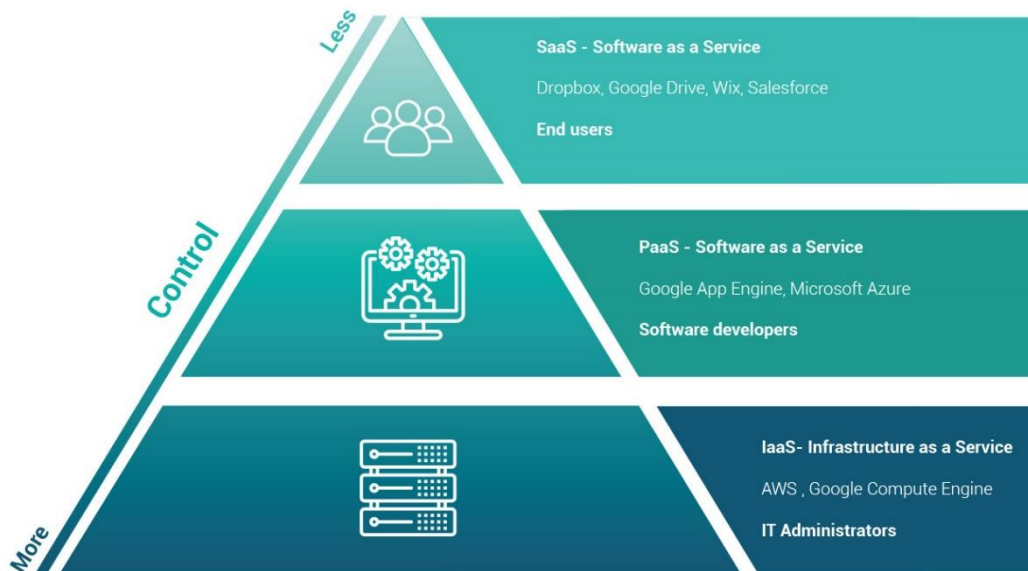 Less
SaaS - Software as a Service
Dropbox, Google Drive, Wix, Salesforce
End users
Control
PaaS - Software as a Service
Google App Engine, Microsoft Azure
Software developers
IaaS- Infrastructure as a Service
AWS , Google Compute Engine
IT Administrators
More